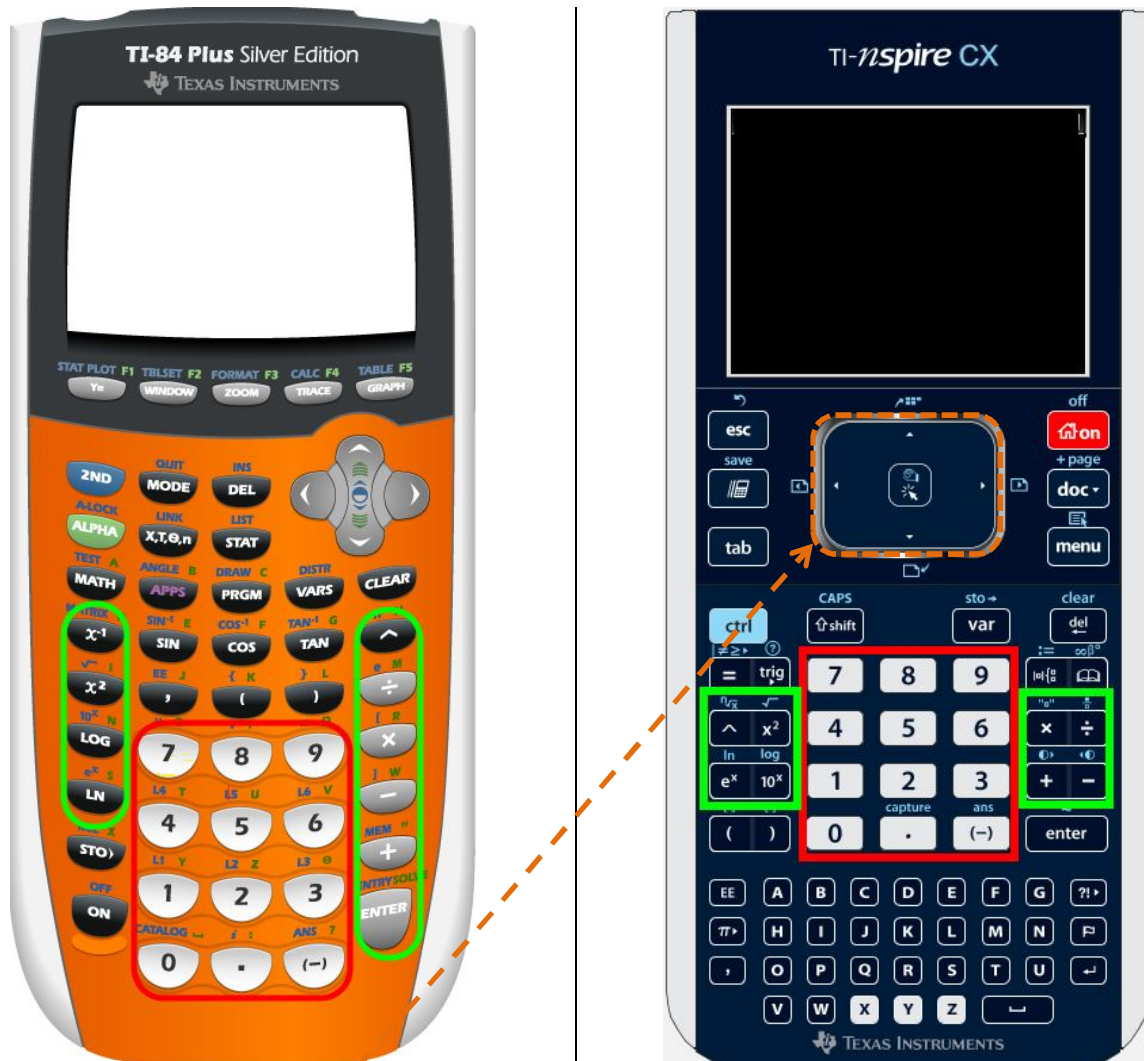 TI-84 Plus Silver Edition
TEXAS INSTRUMENTS
STAT PLOT F1 TBLSET F2 FORMAT F3 CALC F4 TABLE F5
Y= WINDOW ZOOM TRACE GRAPH
QUIT INS
2ND MODE DEL
A-LOCK LINK LIST
ALPHA X,T,Θ,n STAT
TEST A ANGLE B DRAW C DISTR
MATH APPS PRGM VARS CLEAR
MATRIX SIN⁻¹ E COS⁻¹ F TAN⁻¹ G
x⁻¹ SIN COS TAN ^
√ I EE J { K } L e M
x² , ( ) ÷
10ˣ N [ R
LOG 7 8 9 ×
eˣ S L4 T L5 U L6 V ] W
LN 4 5 6 −
X L1 Y L2 Z L3 Θ MEM "
STO› 1 2 3 +
OFF CATALOG i : ANS ? ENTRY SOLVE
ON 0 . (−) ENTER
TI-nspire CX
off
esc on
save + page
doc
tab menu
CAPS sto→ clear
ctrl shift var del
|≠≥› ? := ∞β°
= trig 7 8 9
ⁿ√x √ "▫"
^ x² 4 5 6 × ÷
ln log
eˣ 10ˣ 1 2 3 + −
capture ans ≈
( ) 0 . (−) enter
EE A B C D E F G ?!›
π› H I J K L M N
, O P Q R S T U ↵
V W X Y Z
TEXAS INSTRUMENTS